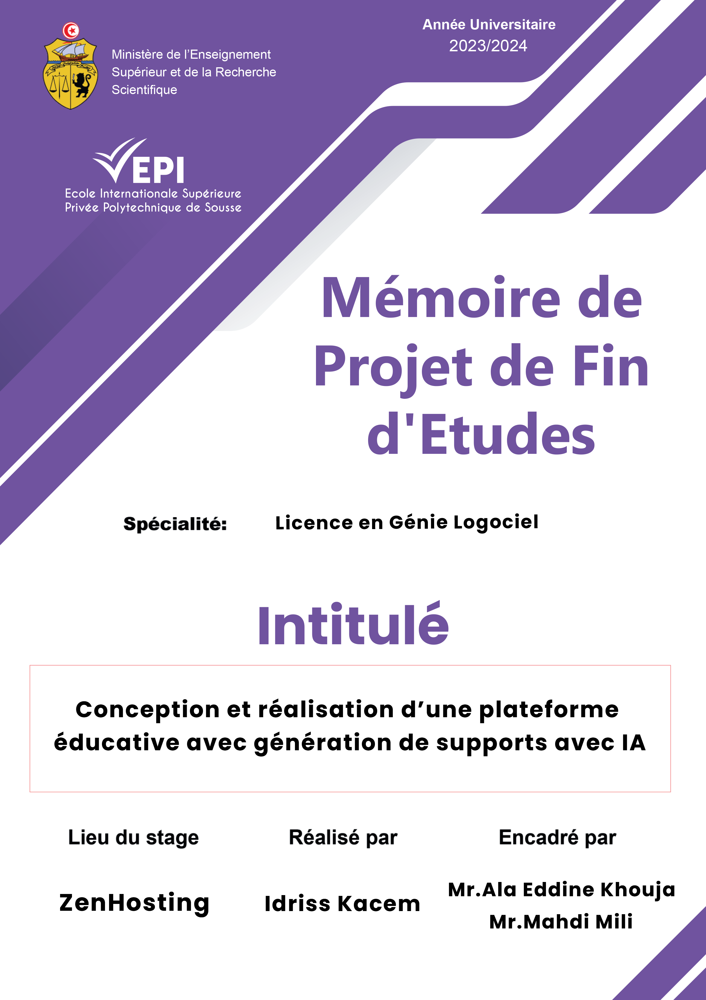 Année Universitaire
2023/2024
Ministère de l’Enseignement
Supérieur et de la Recherche
Scientifique
EPI
Ecole Internationale Supérieure
Privée Polytechnique de Sousse
Mémoire de
Projet de Fin
d'Etudes
Spécialité: Licence en Génie Logociel
Intitulé
Conception et réalisation d’une plateforme
éducative avec génération de supports avec IA
Lieu du stage
ZenHosting
Réalisé par
Idriss Kacem
Encadré par
Mr.Ala Eddine Khouja
Mr.Mahdi Mili